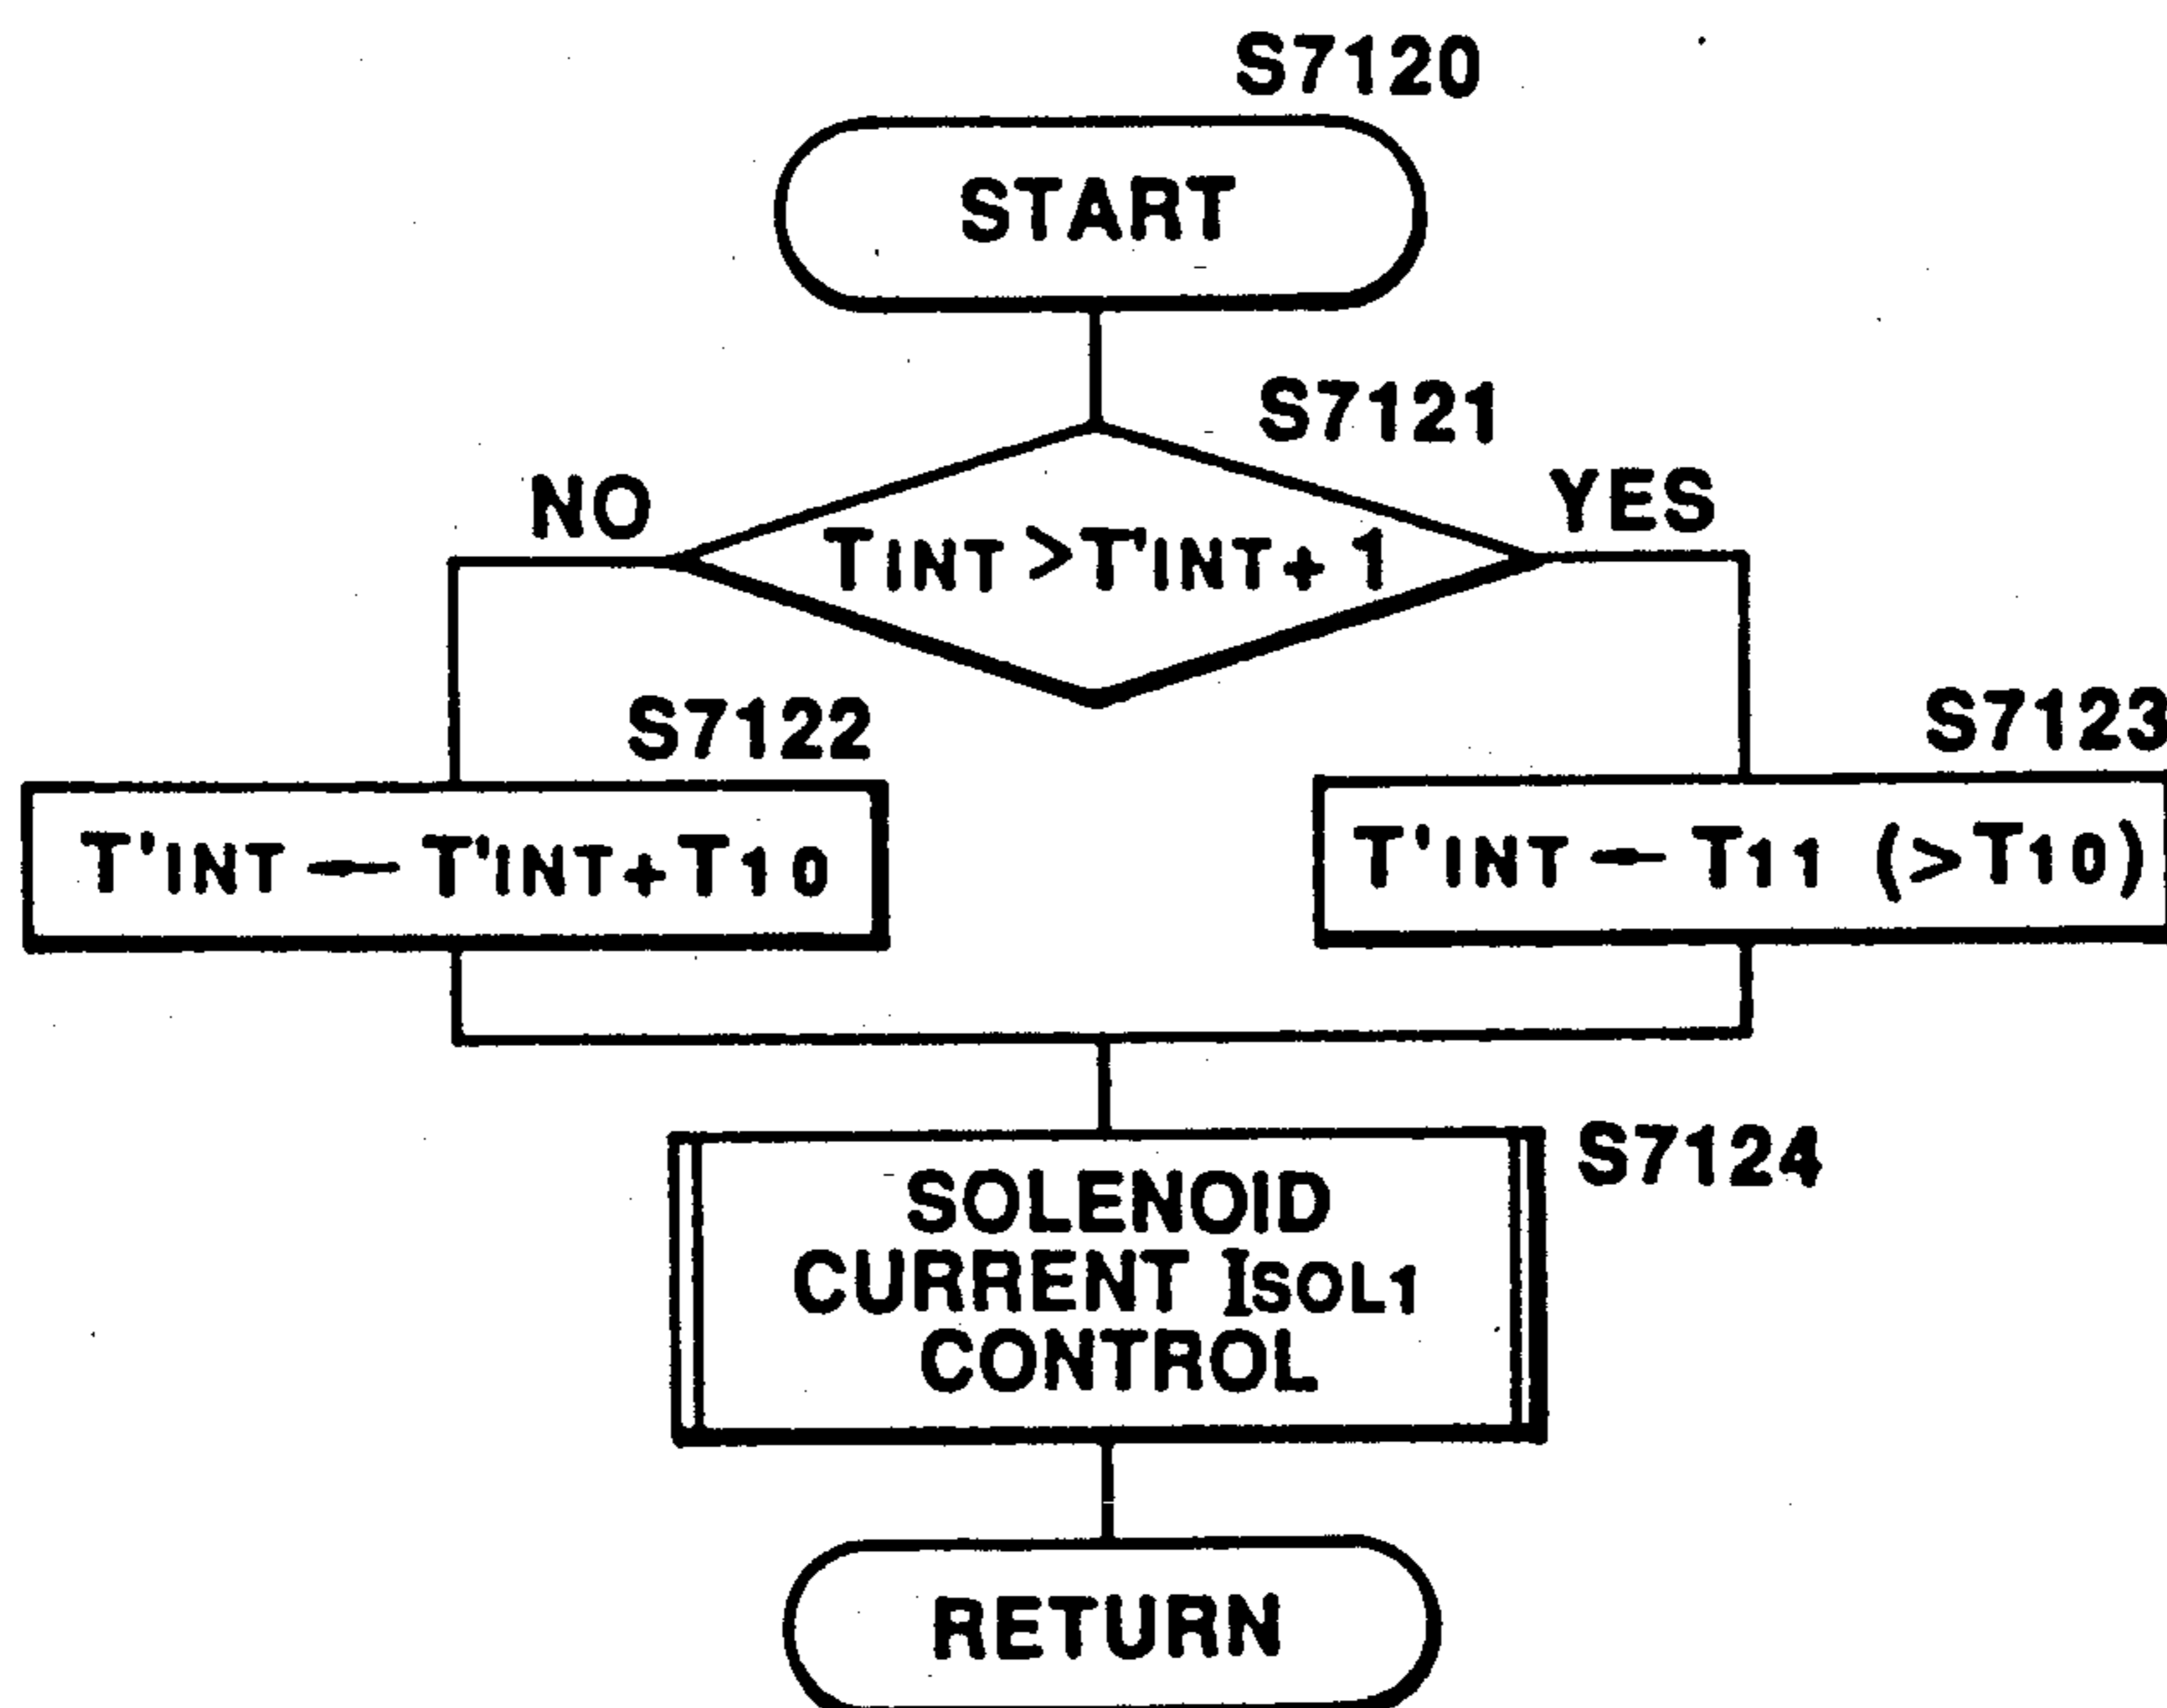 S7120
START
S7121
NO
YES
TINT >T'INT+1
S7122
S7123
T'INT ← T'INT+T10
T'INT ← T11 (>T10)
S7124
SOLENOID
CURRENT ISOL1
CONTROL
RETURN